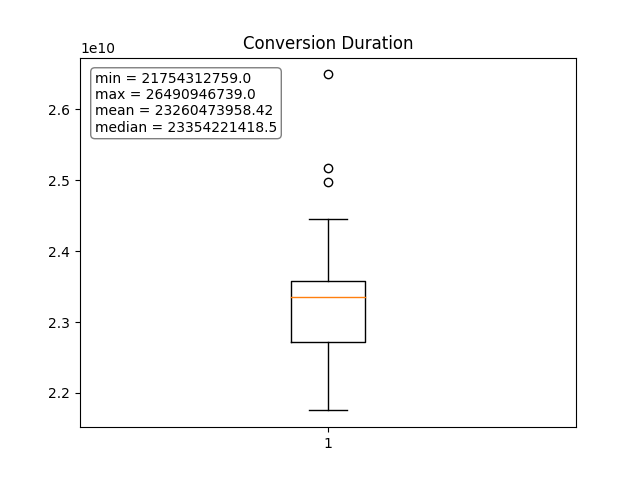 Conversion Duration
1e10
min = 21754312759.0
max = 26490946739.0
mean = 23260473958.42
median = 23354221418.5
2.6
2.5
2.4
2.3
2.2
1